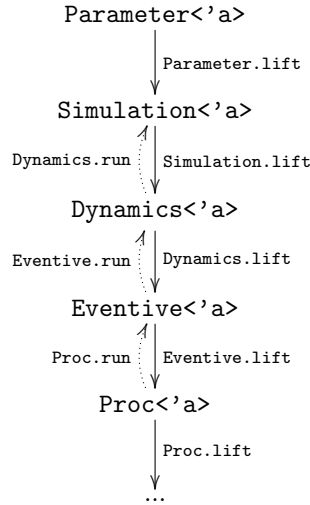 Parameter<’a>
Parameter.lift
Simulation<’a>
Dynamics.run
Simulation.lift
Dynamics<’a>
Eventive.run
Dynamics.lift
Eventive<’a>
Proc.run
Eventive.lift
Proc<’a>
Proc.lift
...